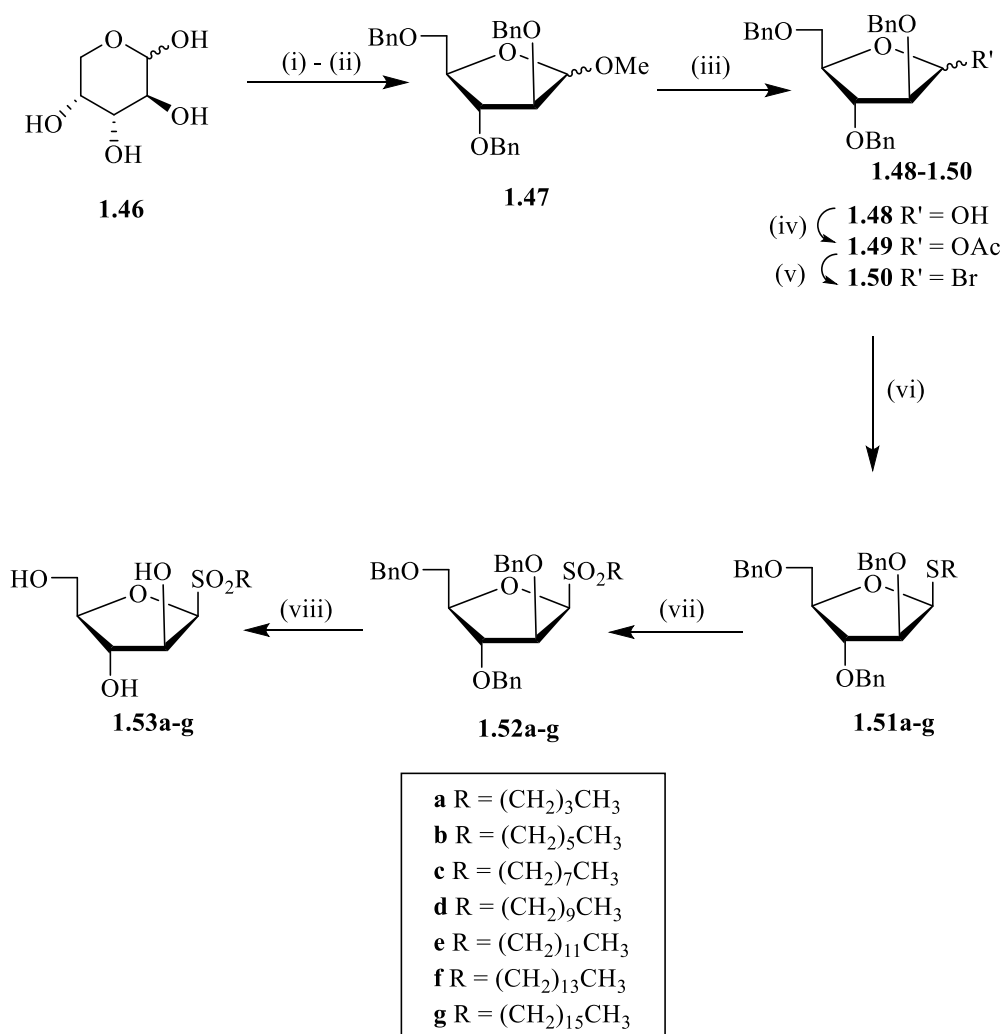 O
OH
HO
OH
OH
1.46
(i) - (ii)
BnO
BnO
O
OMe
OBn
1.47
(iii)
BnO
BnO
O
R'
OBn
1.48-1.50
1.48 R' = OH
(iv)
1.49 R' = OAc
(v)
1.50 R' = Br
(vi)
HO
HO
O
SO2R
OH
1.53a-g
(viii)
BnO
BnO
O
SO2R
OBn
1.52a-g
(vii)
BnO
BnO
O
SR
OBn
1.51a-g
a R = (CH2)3CH3
b R = (CH2)5CH3
c R = (CH2)7CH3
d R = (CH2)9CH3
e R = (CH2)11CH3
f R = (CH2)13CH3
g R = (CH2)15CH3